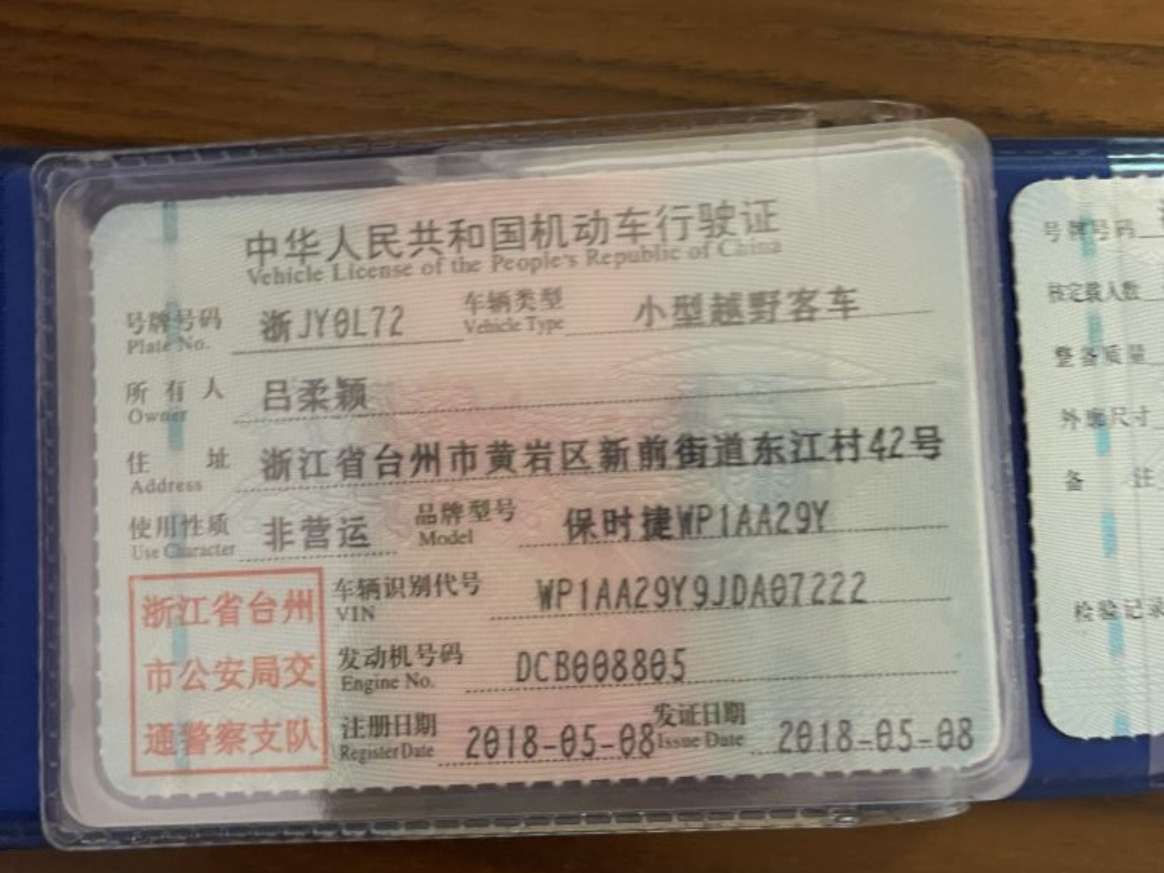 中华人民共和国机动车行驶证
Vehicle License of the People's Republic of China
号牌号码 浙JY0L72 车辆类型 小型越野客车
Plate No. Vehicle Type
所有人 吕柔颖
Owner
住址 浙江省台州市黄岩区新前街道东江村42号
Address
使用性质 非营运 品牌型号 保时捷WP1AA29Y
Use Character Model
浙江省台州
市公安局交
通警察支队
车辆识别代号 WP1AA29Y9JDA07222
VIN
发动机号码 DCB008805
Engine No.
注册日期 2018-05-08 发证日期 2018-05-08
Register Date Issue Date
号牌号码
核定载人数
整备质量
外廓尺寸
备注
检验记录